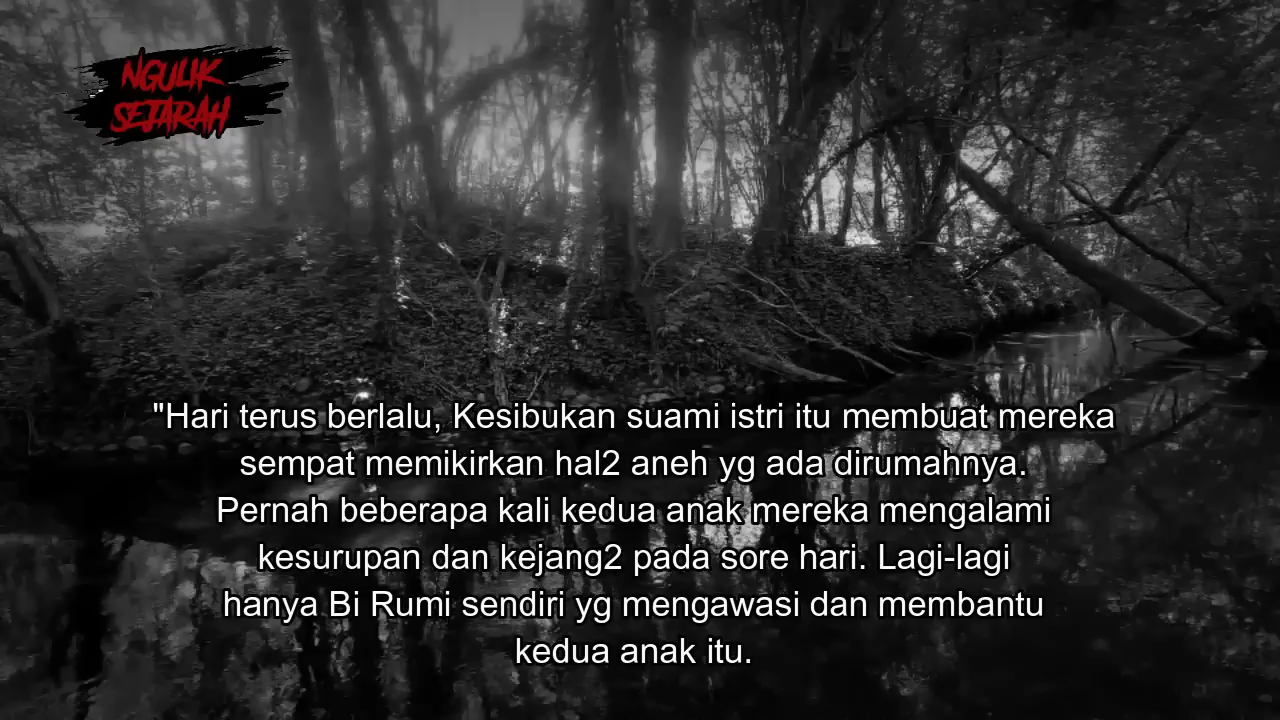 NGULIK
SEJARAH
"Hari terus berlalu, Kesibukan suami istri itu membuat mereka
sempat memikirkan hal2 aneh yg ada dirumahnya.
Pernah beberapa kali kedua anak mereka mengalami
kesurupan dan kejang2 pada sore hari. Lagi-lagi
hanya Bi Rumi sendiri yg mengawasi dan membantu
kedua anak itu.